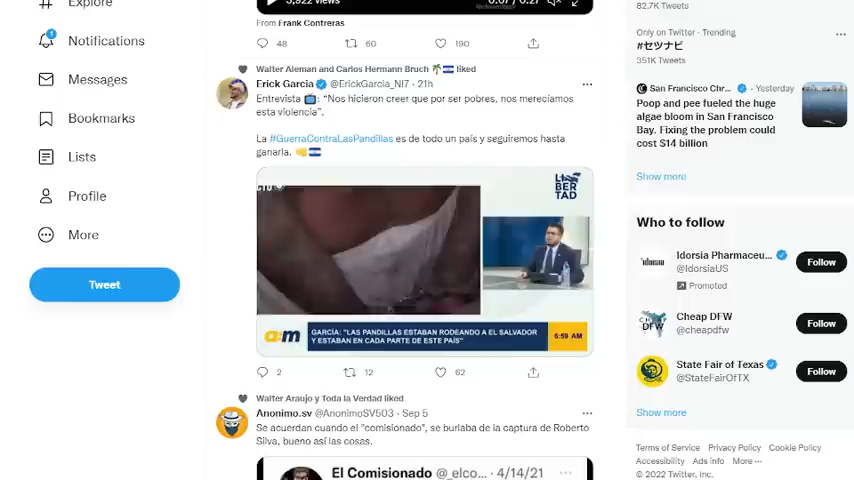 Explore
1
Notifications
Messages
Bookmarks
Lists
Profile
More
Tweet
5,922 views
0:07 / 0:27
From Frank Contreras
48
60
190
Walter Aleman and Carlos Hermann Bruch 🌴🇸🇻 liked
Erick Garcia @ErickGarcia_NI7 · 21h
Entrevista 📺: “Nos hicieron creer que por ser pobres, nos merecíamos
esta violencia”.
La #GuerraContraLasPandillas es de todo un país y seguiremos hasta
ganarla. 🤜🇸🇻
LI
BER
TAD
a:m
GARCÍA: "LAS PANDILLAS ESTABAN RODEANDO A EL SALVADOR
Y ESTABAN EN CADA PARTE DE ESTE PAÍS"
6:59 AM
2
12
62
Walter Araujo y Toda la Verdad liked
Anonimo.sv @AnonimoSV503 · Sep 5
Se acuerdan cuando el "comisionado", se burlaba de la captura de Roberto
Silva, bueno así las cosas.
El Comisionado @_elco... · 4/14/21
82.7K Tweets
Only on Twitter · Trending
#セツナビ
351K Tweets
San Francisco Chr... · Yesterday
Poop and pee fueled the huge
algae bloom in San Francisco
Bay. Fixing the problem could
cost $14 billion
Show more
Who to follow
Idorsia Pharmaceu...
@IdorsiaUS
Promoted
Follow
Cheap DFW
@cheapdfw
Follow
State Fair of Texas
@StateFairOfTX
Follow
Show more
Terms of Service Privacy Policy Cookie Policy
Accessibility Ads info More ···
© 2022 Twitter, Inc.